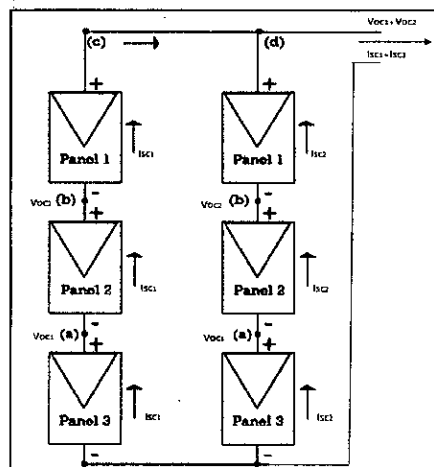 (c) (d) Voc1+Voc2
Isc1+Isc2
+ +
Panel 1 Isc1 Panel 1 Isc2
- -
Voc2 (b) Voc2 (b)
+ +
Panel 2 Isc1 Panel 2 Isc2
- -
Voc1 (a) Voc1 (a)
+ +
Panel 3 Isc1 Panel 3 Isc2
- -